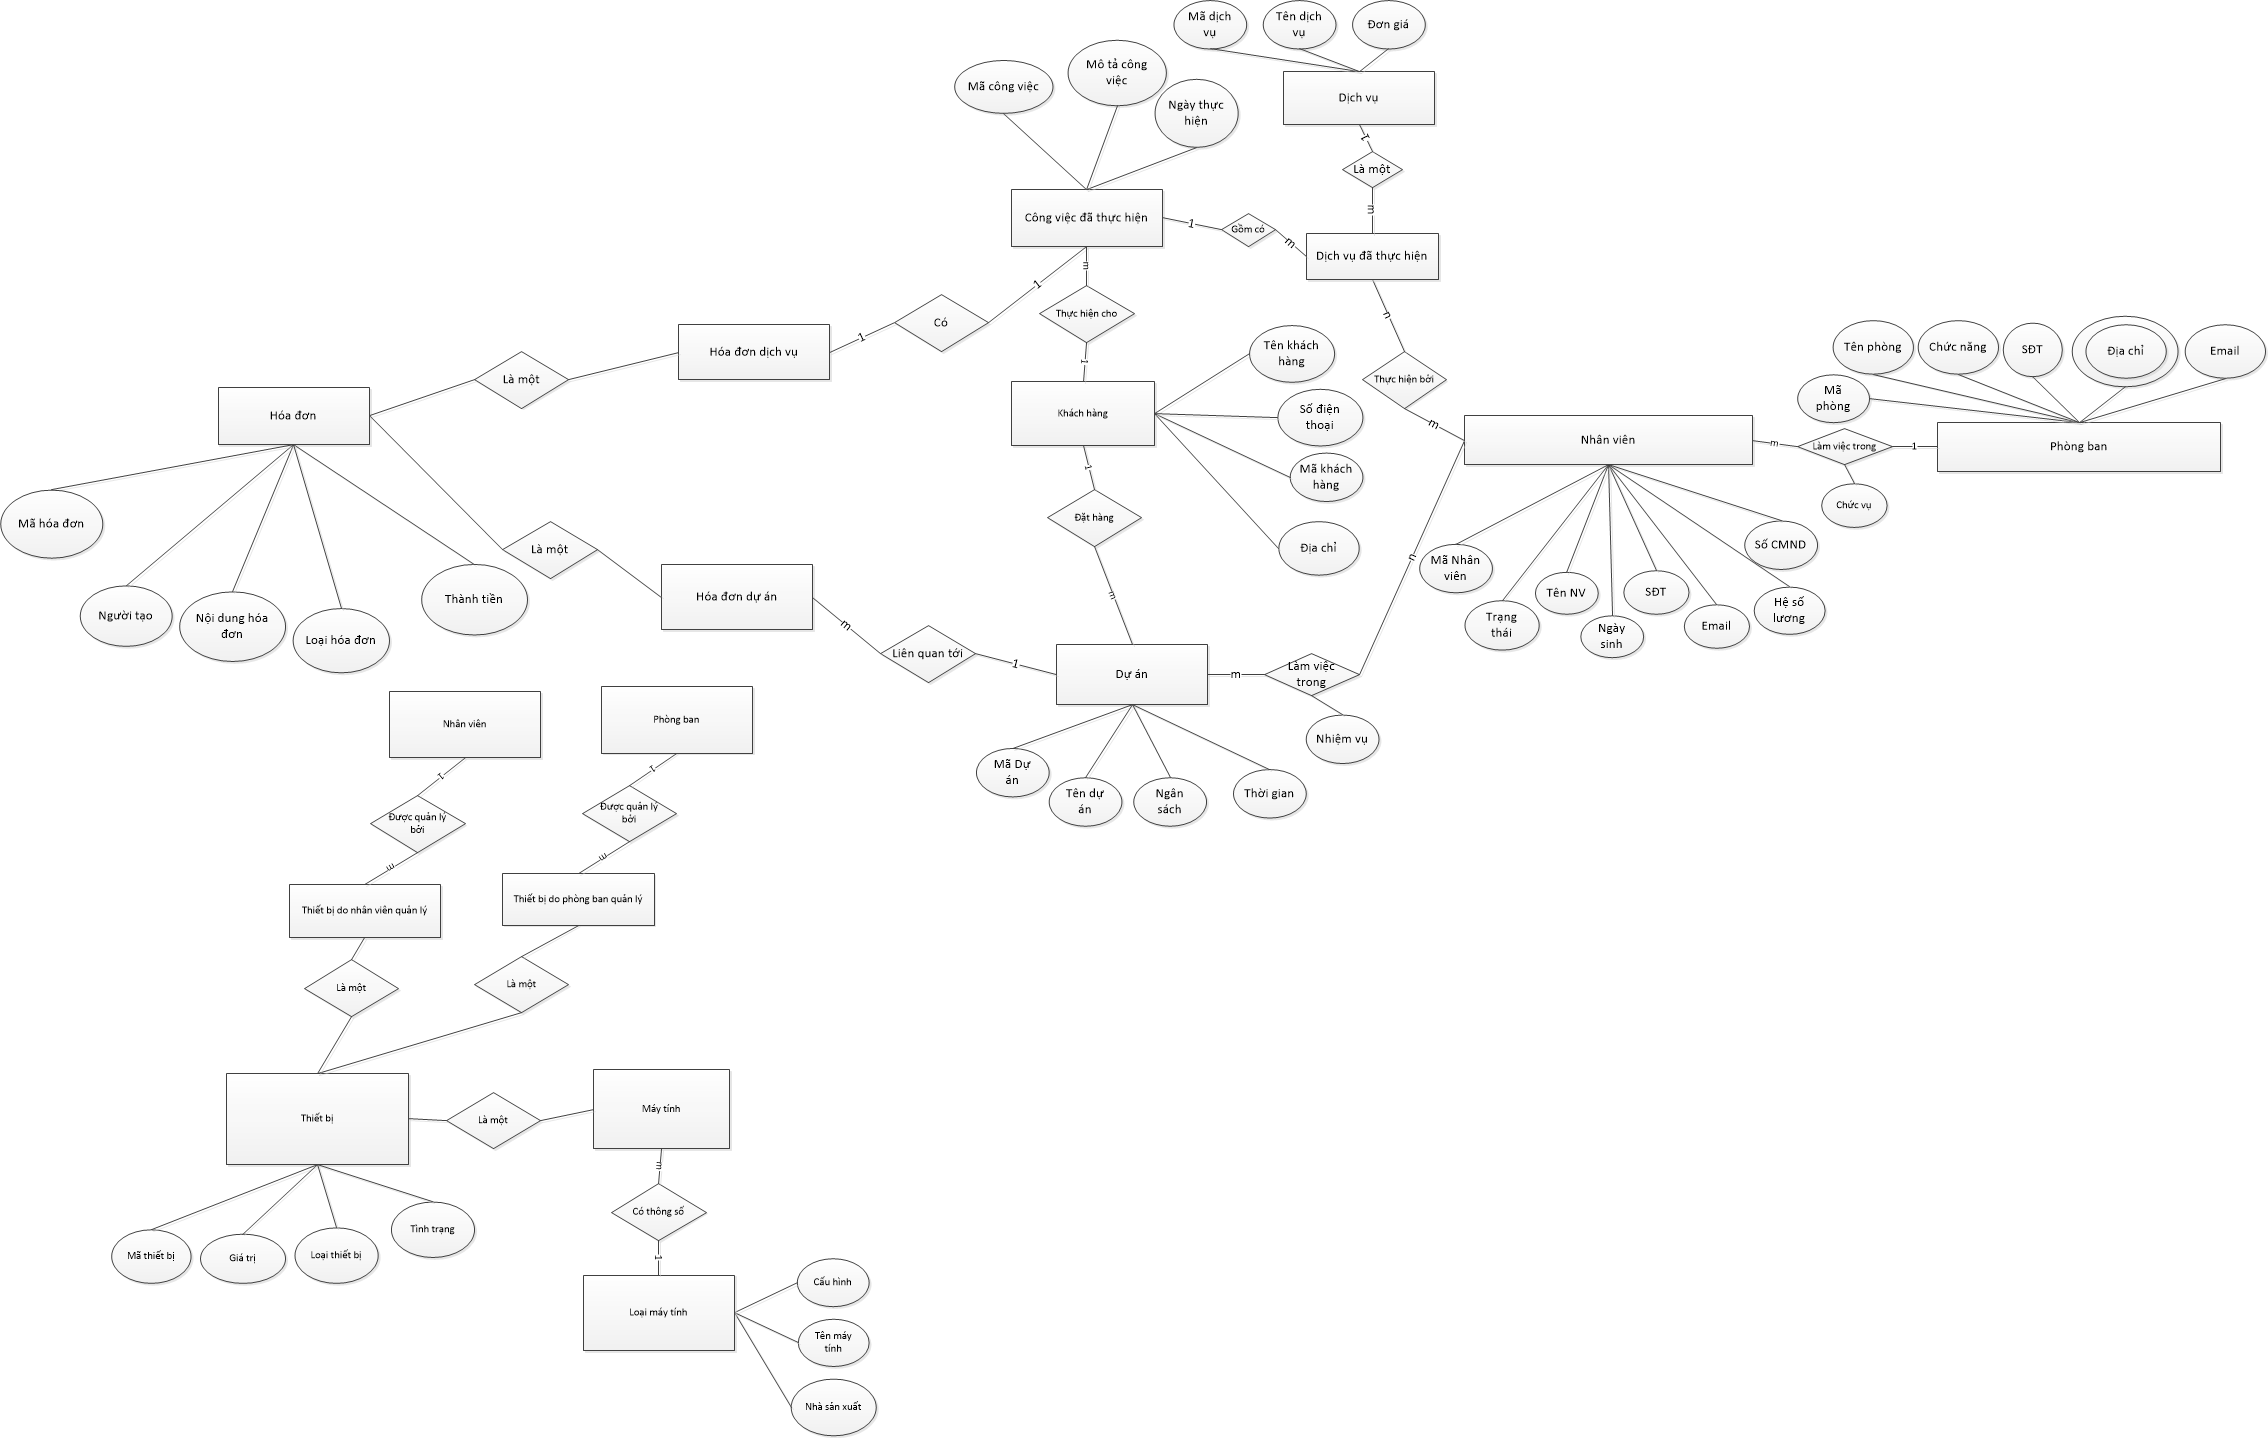 Mã dịch
vụ
Tên dịch
vụ
Đơn giá
Dịch vụ
1
Là một
m
Mã công việc
Mô tả công
việc
Ngày thực
hiện
Công việc đã thực hiện
1
Gồm có
m
Dịch vụ đã thực hiện
n
Thực hiện bởi
m
1
Có
1
Hóa đơn dịch vụ
Là một
Hóa đơn
m
Thực hiện cho
1
Khách hàng
Tên khách
hàng
Số điện
thoại
Mã khách
hàng
Địa chỉ
1
Đặt hàng
m
Tên phòng
Chức năng
SĐT
Địa chỉ
Email
Mã
phòng
Phòng ban
1
Làm việc trong
m
Chức vụ
Nhân viên
Mã Nhân
viên
Trạng
thái
Tên NV
Ngày
sinh
SĐT
Email
Hệ số
lương
Số CMND
n
Mã hóa đơn
Người tạo
Nội dung hóa
đơn
Loại hóa đơn
Thành tiền
Là một
Hóa đơn dự án
m
Liên quan tới
1
Dự án
m
Làm việc
trong
Nhiệm vụ
Mã Dự
án
Tên dự
án
Ngân
sách
Thời gian
Nhân viên
1
Được quản lý
bởi
m
Thiết bị do nhân viên quản lý
Là một
Phòng ban
1
Được quản lý
bởi
m
Thiết bị do phòng ban quản lý
Là một
Thiết bị
Là một
Máy tính
m
Có thông số
1
Loại máy tính
Mã thiết bị
Giá trị
Loại thiết bị
Tình trạng
Cấu hình
Tên máy
tính
Nhà sản xuất